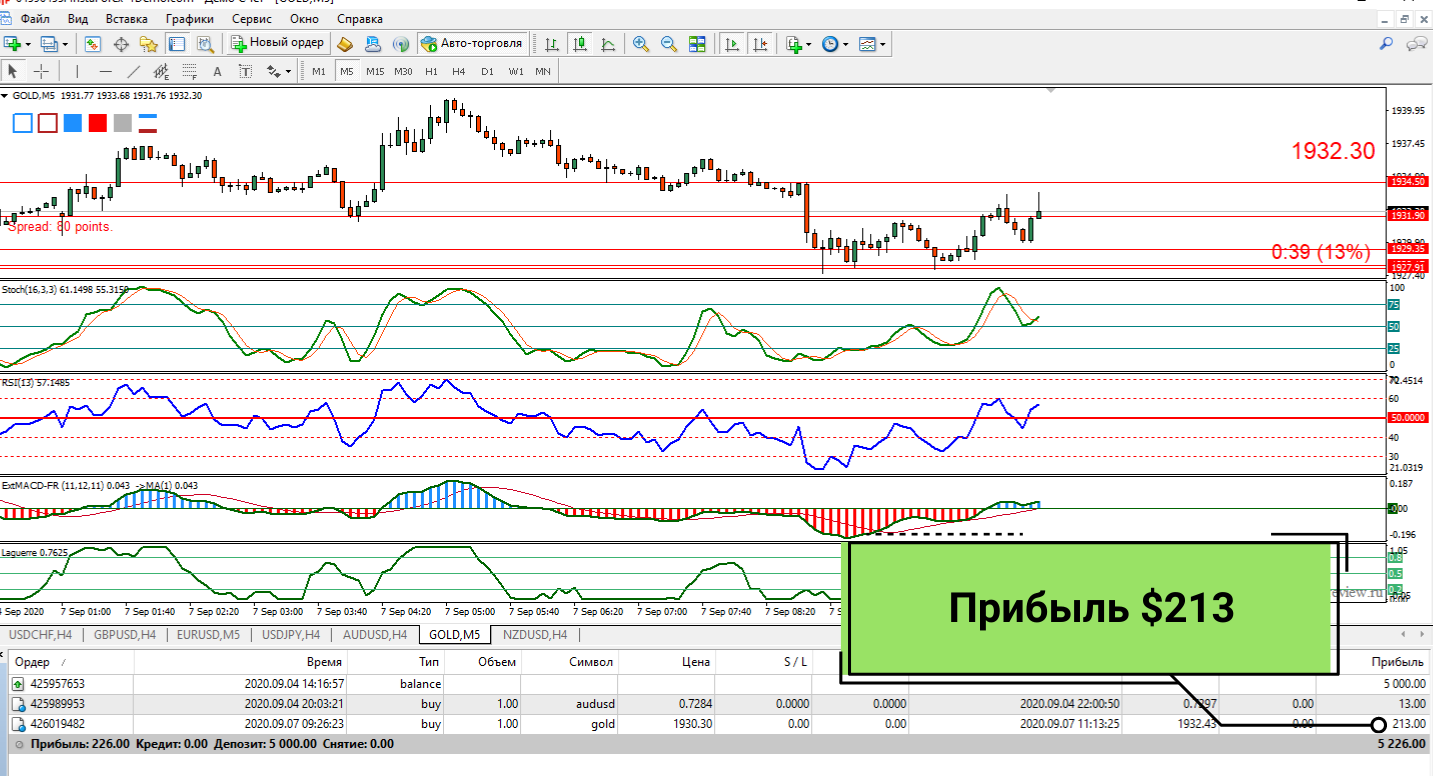 Файл Вид Вставка Графики Сервис Окно Справка
Новый ордер Авто-торговля
A T M1 M5 M15 M30 H1 H4 D1 W1 MN
GOLD,M5 1931.77 1933.68 1931.76 1932.30
1939.95
1937.45
1932.30
1934.50
1931.90
Spread: 80 points.
1929.90
1929.35
0:39 (13%)
1927.91
1927.40
Stoch(16,3,3) 61.1498 55.3150
100
75
50
25
0
RSI(13) 57.1485
72.4514
60
50.0000
40
30
21.0319
ExtMACD-FR (11,12,11) 0.043 ->MA(1) 0.043
0.187
0.00
-0.196
Laguerre 0.7625
1.05
Прибыль $213
eview.ru
4 Sep 2020 7 Sep 01:00 7 Sep 01:40 7 Sep 02:20 7 Sep 03:00 7 Sep 03:40 7 Sep 04:20 7 Sep 05:00 7 Sep 05:40 7 Sep 06:20 7 Sep 07:00 7 Sep 07:40 7 Sep 08:20
USDCHF,H4 GBPUSD,H4 EURUSD,M5 USDJPY,H4 AUDUSD,H4 GOLD,M5 NZDUSD,H4
Ордер / Время Тип Объем Символ Цена S / L Прибыль
425957653 2020.09.04 14:16:57 balance 5 000.00
425989953 2020.09.04 20:03:21 buy 1.00 audusd 0.7284 0.0000 0.0000 2020.09.04 22:00:50 0.7297 0.00 13.00
426019482 2020.09.07 09:26:23 buy 1.00 gold 1930.30 0.00 0.00 2020.09.07 11:13:25 1932.43 0.00 213.00
Прибыль: 226.00 Кредит: 0.00 Депозит: 5 000.00 Снятие: 0.00 5 226.00